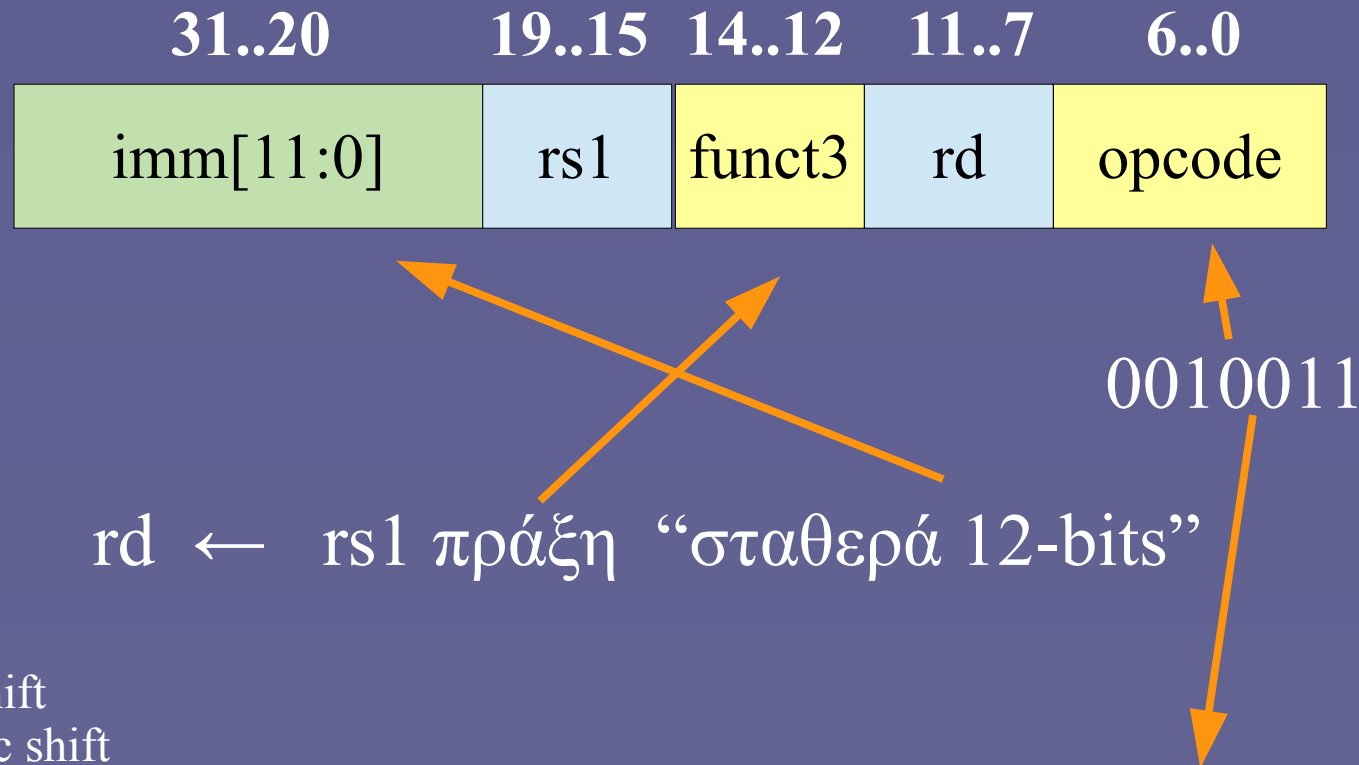 31..20 19..15 14..12 11..7 6..0
imm[11:0] rs1 funct3 rd opcode
0010011
rd ← rs1 πράξη “σταθερά 12-bits”
shift